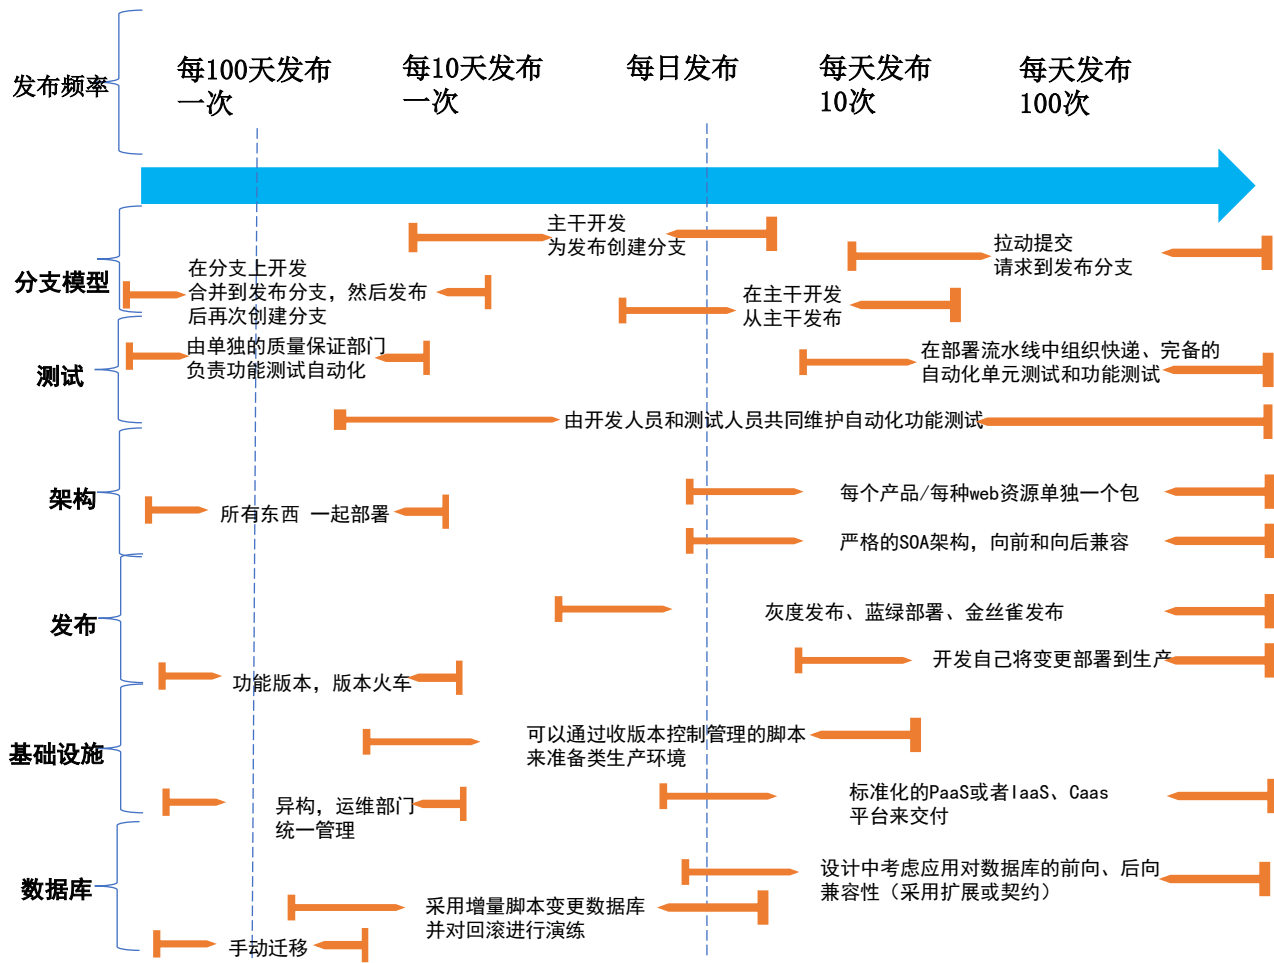 发布频率
每100天发布
一次
每10天发布
一次
每日发布
每天发布
10次
每天发布
100次
分支模型
主干开发
为发布创建分支
拉动提交
请求到发布分支
在分支上开发
合并到发布分支，然后发布
后再次创建分支
在主干开发
从主干发布
测试
由单独的质量保证部门
负责功能测试自动化
在部署流水线中组织快递、完备的
自动化单元测试和功能测试
由开发人员和测试人员共同维护自动化功能测试
架构
所有东西 一起部署
每个产品/每种web资源单独一个包
严格的SOA架构，向前和向后兼容
发布
灰度发布、蓝绿部署、金丝雀发布
开发自己将变更部署到生产
功能版本，版本火车
基础设施
可以通过收版本控制管理的脚本
来准备类生产环境
异构，运维部门
统一管理
标准化的PaaS或者IaaS、Caas
平台来交付
数据库
设计中考虑应用对数据库的前向、后向
兼容性（采用扩展或契约）
采用增量脚本变更数据库
并对回滚进行演练
手动迁移